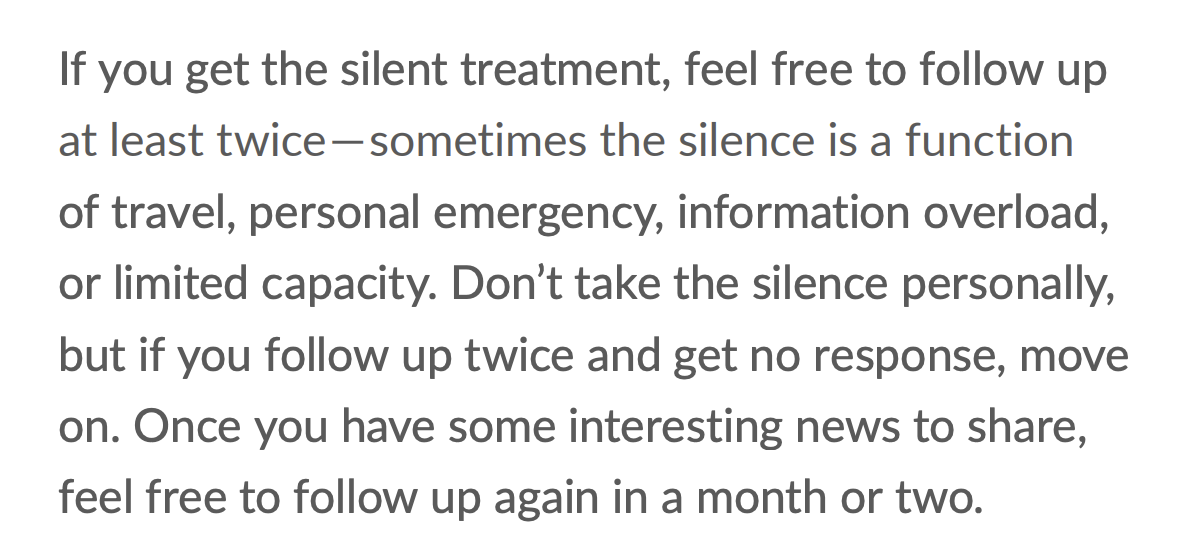 If you get the silent treatment, feel free to follow up
at least twice—sometimes the silence is a function
of travel, personal emergency, information overload,
or limited capacity. Don’t take the silence personally,
but if you follow up twice and get no response, move
on. Once you have some interesting news to share,
feel free to follow up again in a month or two.